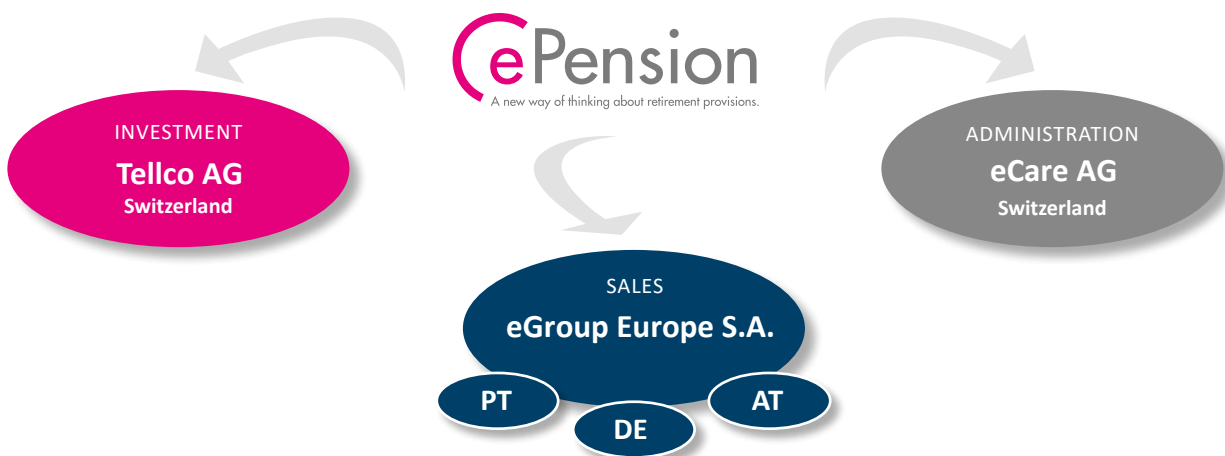 ePension
A new way of thinking about retirement provisions.
INVESTMENT
Tellco AG
Switzerland
ADMINISTRATION
eCare AG
Switzerland
SALES
eGroup Europe S.A.
PT
DE
AT